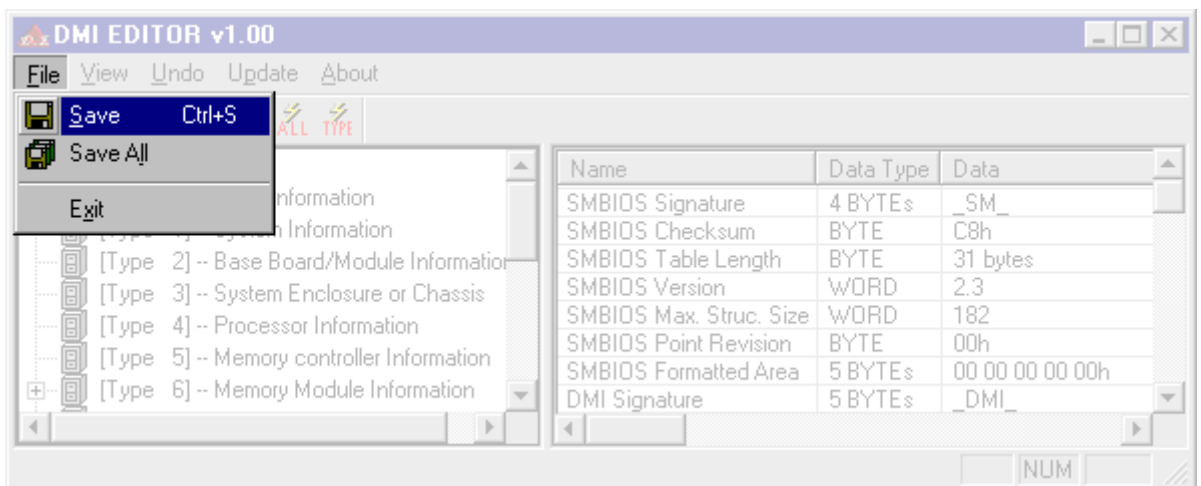 DMI EDITOR v1.00
File View Undo Update About
Save Ctrl+S
ALL TYPE
Save All
Exit
Information
Information
[Type 2] -- Base Board/Module Information
[Type 3] -- System Enclosure or Chassis
[Type 4] -- Processor Information
[Type 5] -- Memory controller Information
[Type 6] -- Memory Module Information
Name Data Type Data
SMBIOS Signature 4 BYTEs _SM_
SMBIOS Checksum BYTE C8h
SMBIOS Table Length BYTE 31 bytes
SMBIOS Version WORD 2.3
SMBIOS Max. Struc. Size WORD 182
SMBIOS Point Revision BYTE 00h
SMBIOS Formatted Area 5 BYTEs 00 00 00 00 00h
DMI Signature 5 BYTEs _DMI_
NUM